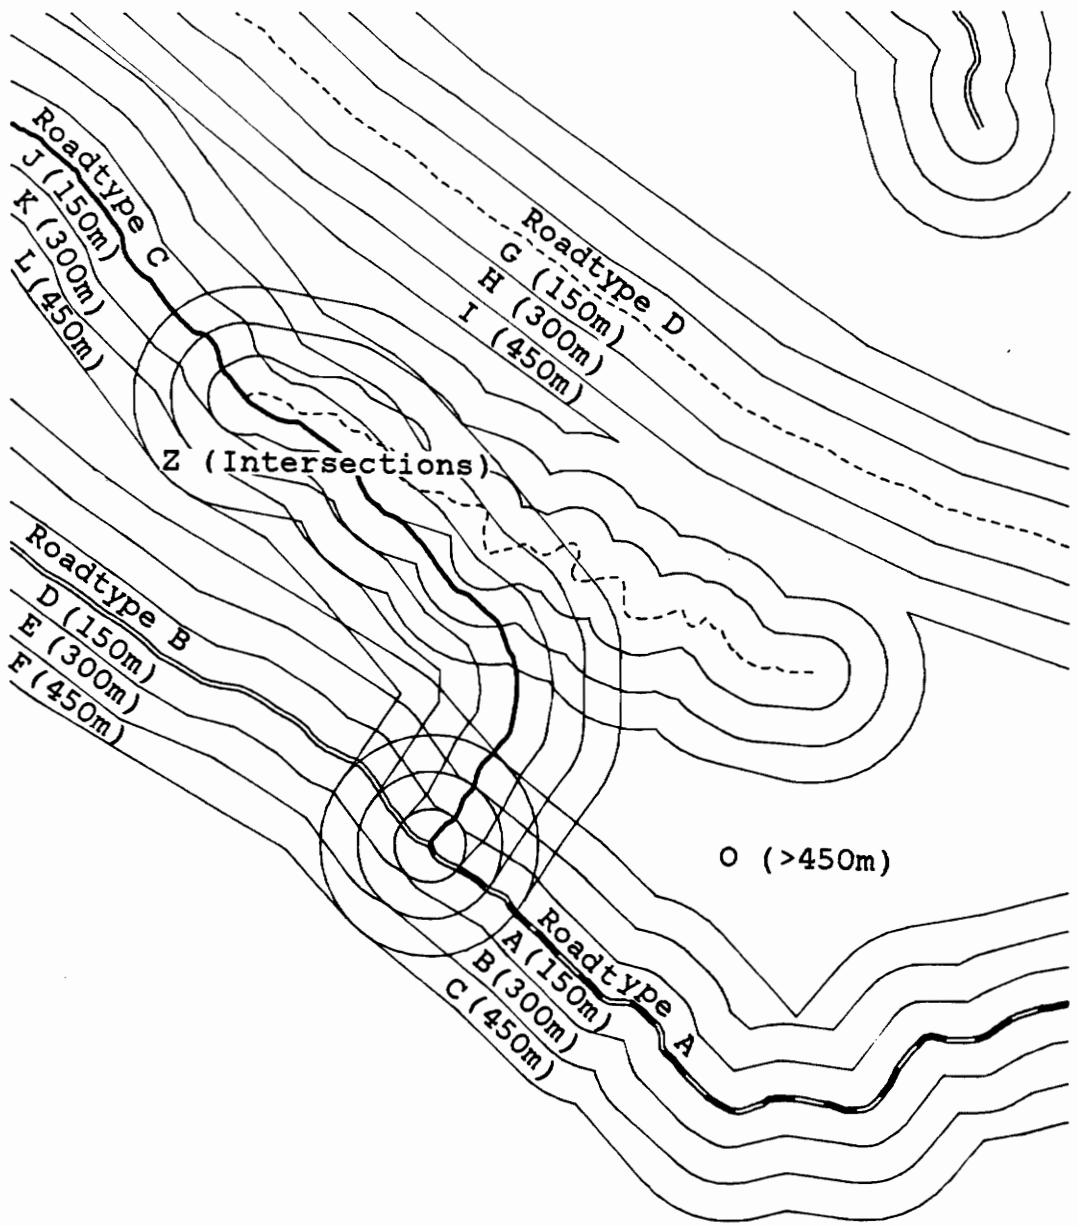 Roadtype C
J (150m)
K (300m)
L (450m)
Roadtype D
G (150m)
H (300m)
I (450m)
Z (Intersections)
Roadtype B
D (150m)
E (300m)
F (450m)
O (>450m)
Roadtype A
A (150m)
B (300m)
C (450m)